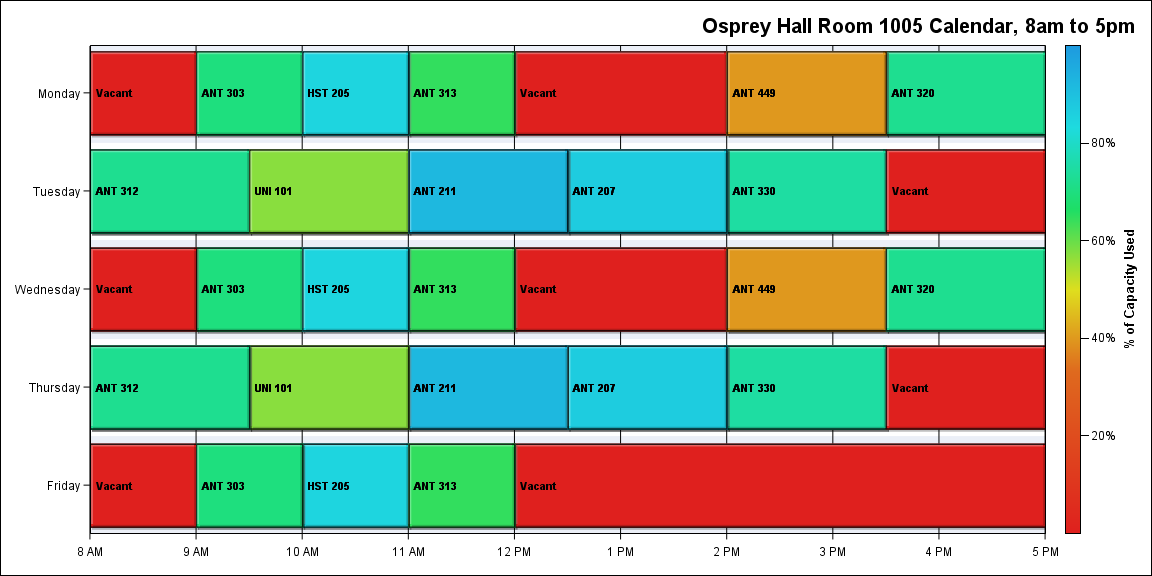 Osprey Hall Room 1005 Calendar, 8am to 5pm
Monday Vacant ANT 303 HST 205 ANT 313 Vacant ANT 449 ANT 320
Tuesday ANT 312 UNI 101 ANT 211 ANT 207 ANT 330 Vacant
Wednesday Vacant ANT 303 HST 205 ANT 313 Vacant ANT 449 ANT 320
Thursday ANT 312 UNI 101 ANT 211 ANT 207 ANT 330 Vacant
Friday Vacant ANT 303 HST 205 ANT 313 Vacant
8 AM 9 AM 10 AM 11 AM 12 PM 1 PM 2 PM 3 PM 4 PM 5 PM
80%
60%
40%
20%
% of Capacity Used